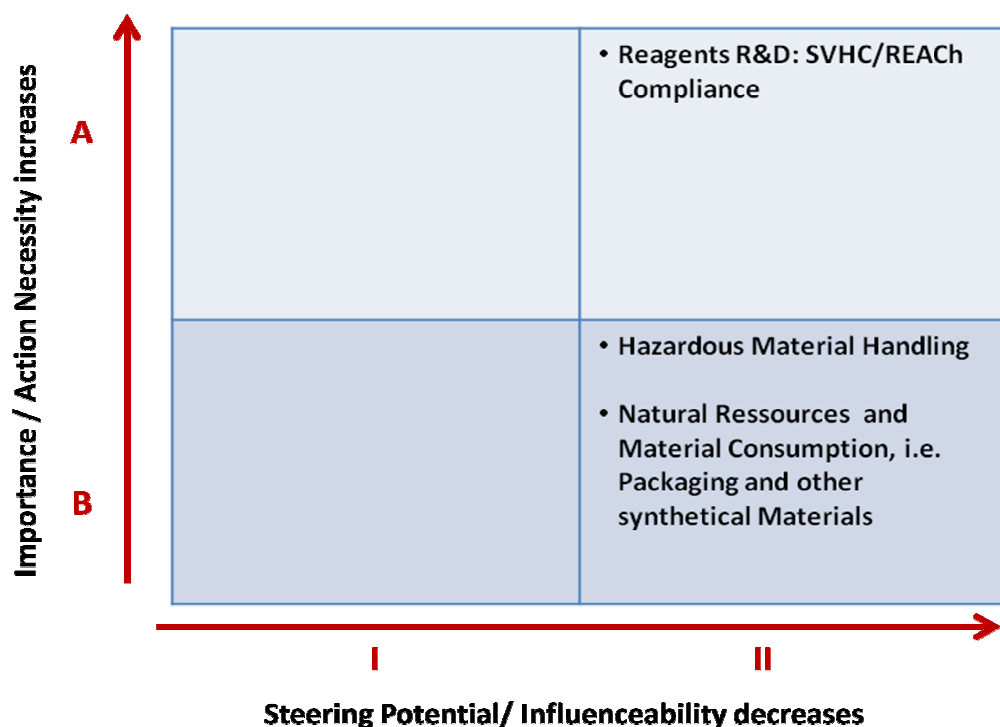 Importance / Action Necessity increases
A
B
• Reagents R&D: SVHC/REACh
Compliance
• Hazardous Material Handling
• Natural Ressources and
Material Consumption, i.e.
Packaging and other
synthetical Materials
I
II
Steering Potential/ Influenceability decreases